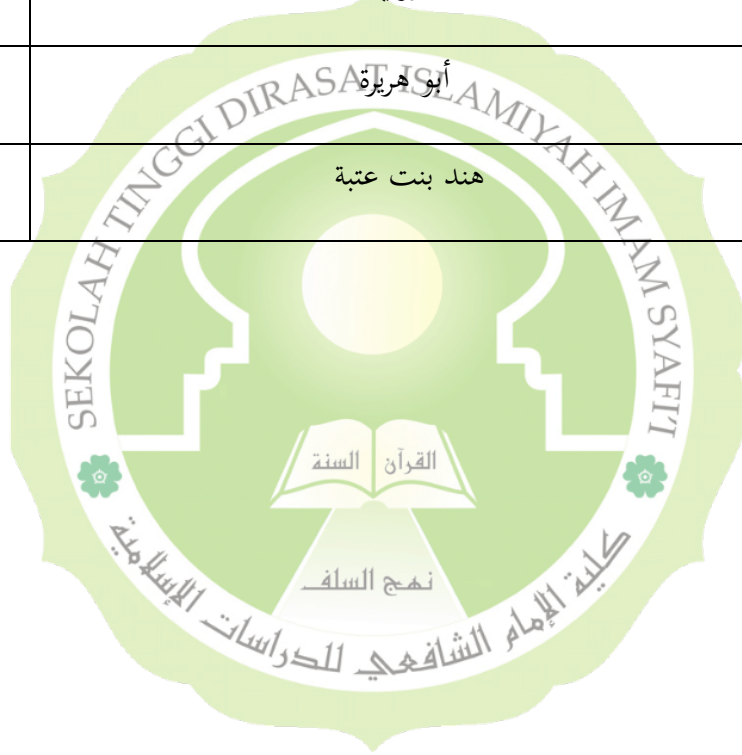 أبو هريرة
هند بنت عتبة
SEKOLAH TINGGI DIRASAT ISLAMIYAH IMAM SYAFI'I
القرآن السنة
نهج السلف
كلية الإمام الشافعي للدراسات الإسلامية